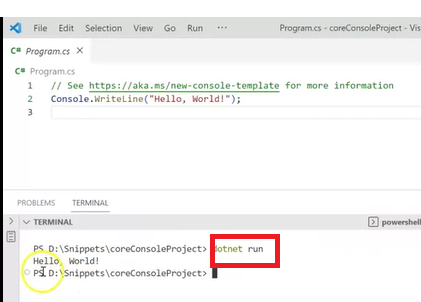 File Edit Selection View Go Run ··· Program.cs - coreConsoleProject - Vis
C# Program.cs ×
C# Program.cs
1 // See https://aka.ms/new-console-template for more information
2 Console.WriteLine("Hello, World!");
3
PROBLEMS TERMINAL
TERMINAL powershell
PS D:\Snippets\coreConsoleProject> dotnet run
Hello, World!
PS D:\Snippets\coreConsoleProject>